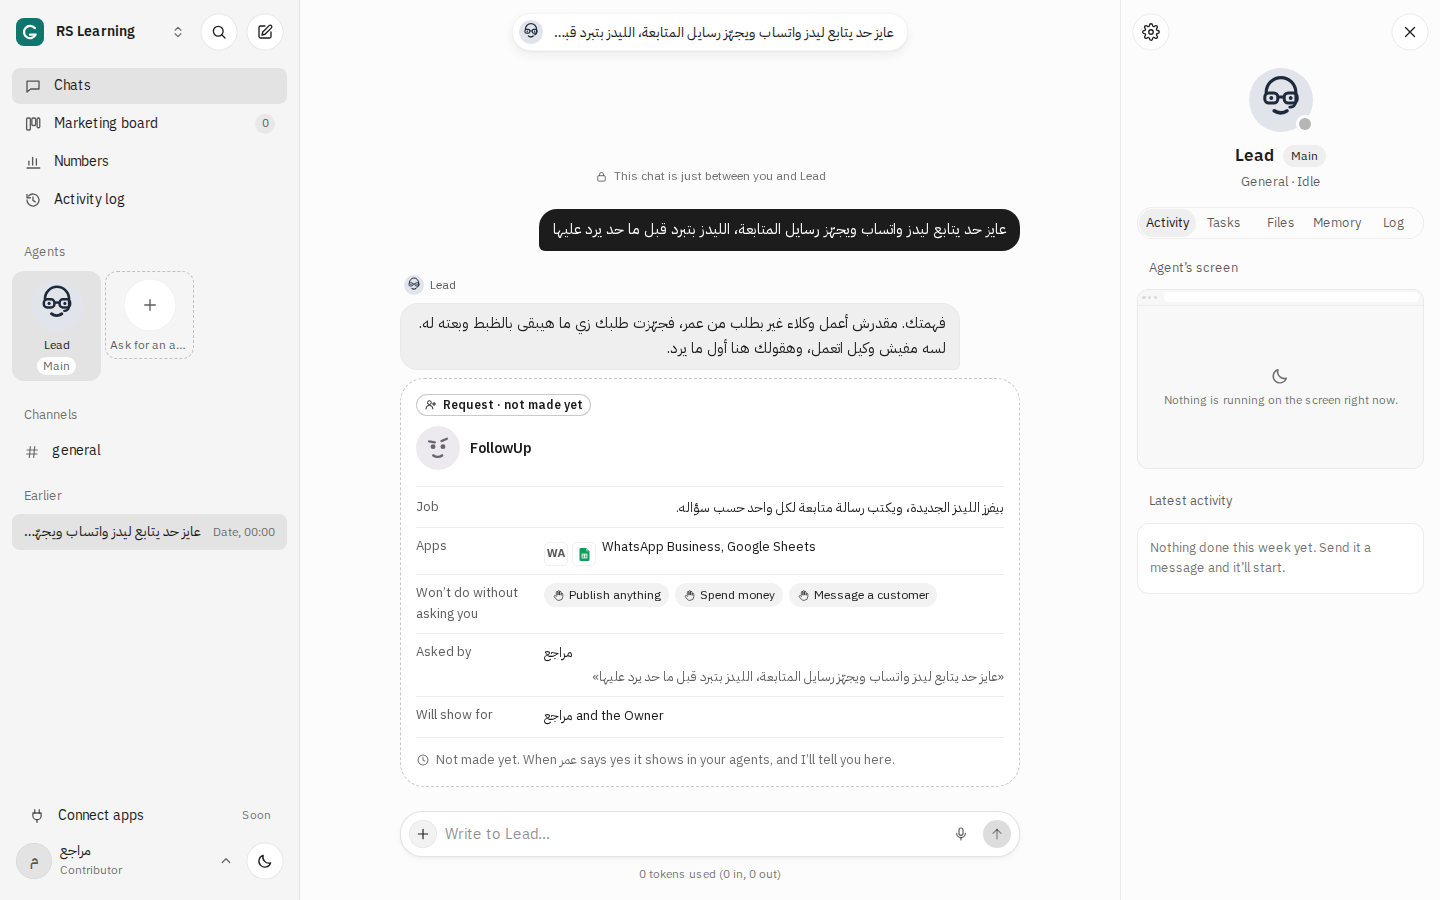 RS Learning
Chats
Marketing board
0
Numbers
Activity log
Agents
Lead
Main
Ask for an a...
Channels
general
Earlier
عايز حد يتابع ليدز واتساب ويجهّ...
Date, 00:00
Connect apps
Soon
م
مراجع
Contributor
عايز حد يتابع ليدز واتساب ويجهّز رسايل المتابعة، الليدز بتبرد قبـ...
This chat is just between you and Lead
عايز حد يتابع ليدز واتساب ويجهّز رسايل المتابعة، الليدز بتبرد قبل ما حد يرد عليها
Lead
فهمتك. مقدرش أعمل وكلاء غير بطلب من عمر، فجهّزت طلبك زي ما هيبقى بالظبط وبعته له.
لسه مفيش وكيل اتعمل، وهقولك هنا أول ما يرد.
Request · not made yet
FollowUp
Job
بيفرز الليدز الجديدة، ويكتب رسالة متابعة لكل واحد حسب سؤاله.
Apps
WA
WhatsApp Business, Google Sheets
Won't do without
asking you
Publish anything
Spend money
Message a customer
Asked by
مراجع
«عايز حد يتابع ليدز واتساب ويجهّز رسايل المتابعة، الليدز بتبرد قبل ما حد يرد عليها»
Will show for
مراجع and the Owner
Not made yet. When عمر says yes it shows in your agents, and I'll tell you here.
Write to Lead...
0 tokens used (0 in, 0 out)
Lead
Main
General · Idle
Activity
Tasks
Files
Memory
Log
Agent's screen
Nothing is running on the screen right now.
Latest activity
Nothing done this week yet. Send it a
message and it'll start.